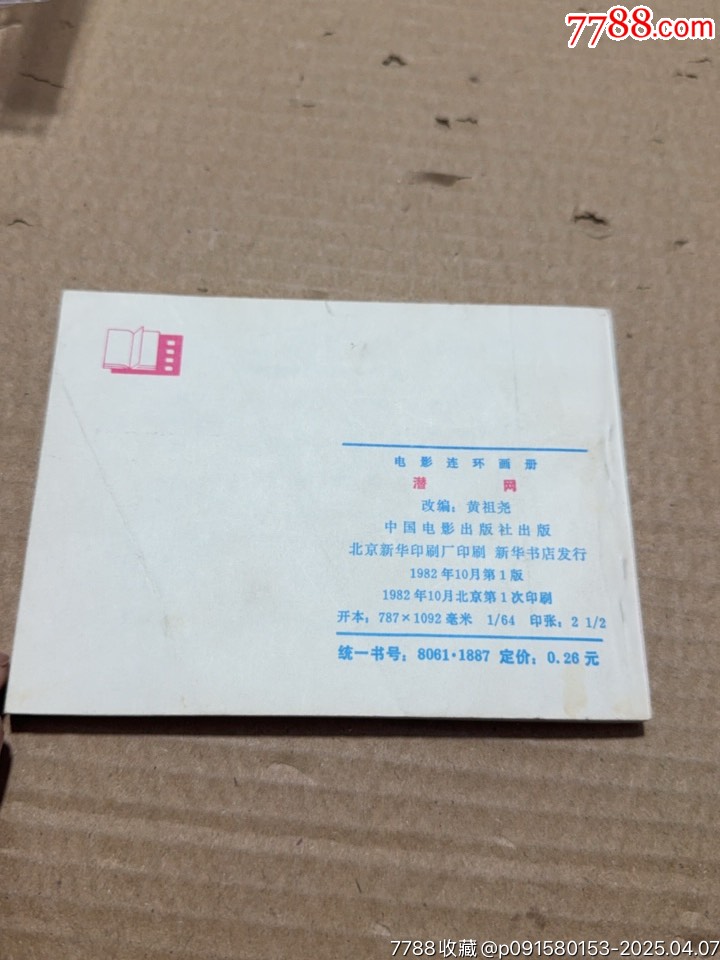 7788.com
电影连环画册
潜网
改编：黄祖尧
中国电影出版社出版
北京新华印刷厂印刷 新华书店发行
1982年10月第1版
1982年10月北京第1次印刷
开本：787×1092毫米 1/64 印张：2 1/2
统一书号：8061·1887 定价：0.26元
7788收藏@p091580153-2025.04.07